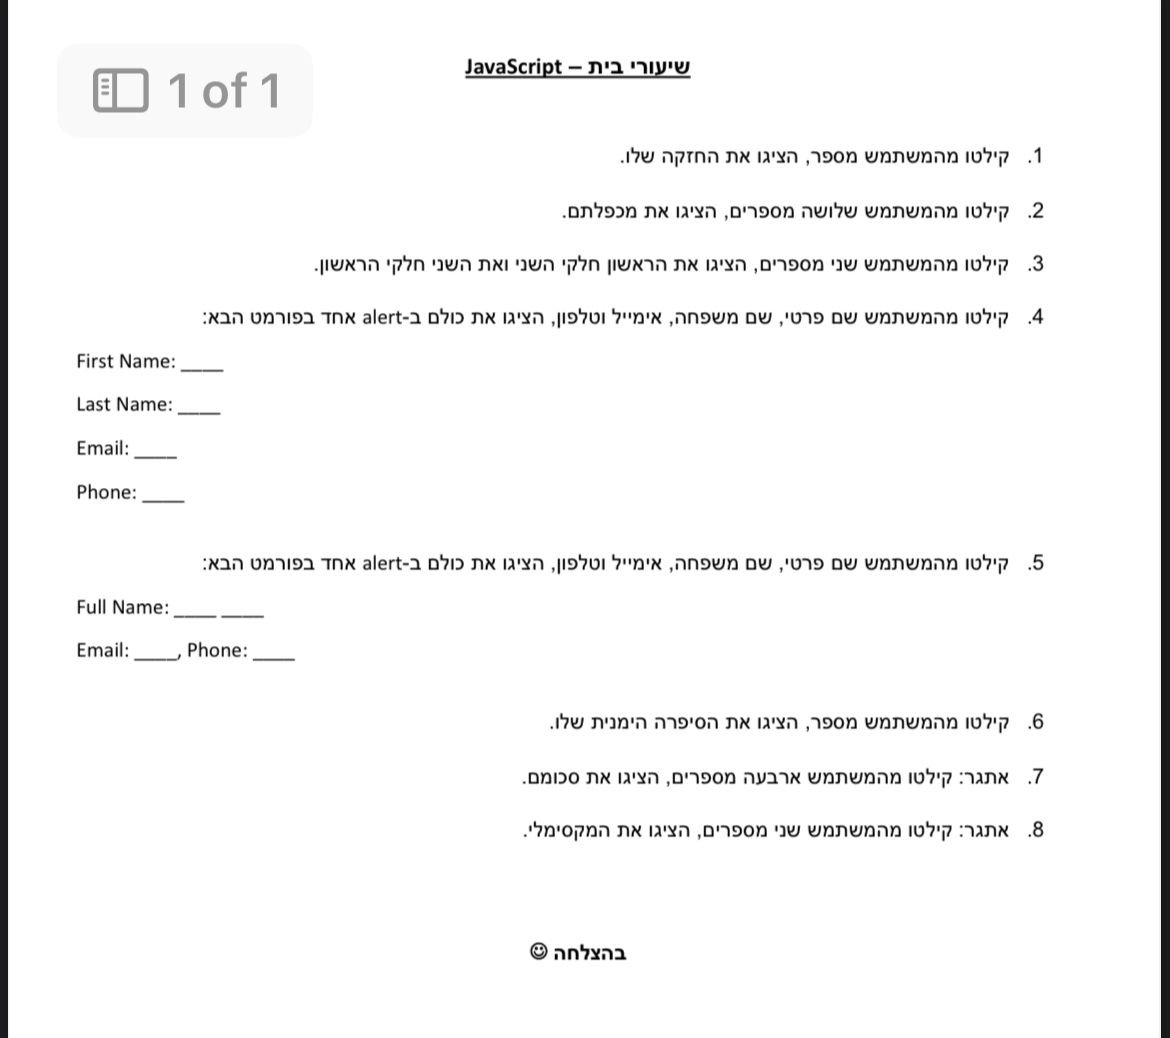 1 of 1
שיעורי בית – JavaScript
1. קילטו מהמשתמש מספר, הציגו את החזקה שלו.
2. קילטו מהמשתמש שלושה מספרים, הציגו את מכפלתם.
3. קילטו מהמשתמש שני מספרים, הציגו את הראשון חלקי השני ואת השני חלקי הראשון.
4. קילטו מהמשתמש שם פרטי, שם משפחה, אימייל וטלפון, הציגו את כולם ב-alert אחד בפורמט הבא:
First Name: ____
Last Name: ____
Email: ____
Phone: ____
5. קילטו מהמשתמש שם פרטי, שם משפחה, אימייל וטלפון, הציגו את כולם ב-alert אחד בפורמט הבא:
Full Name: ____ ____
Email: ____, Phone: ____
6. קילטו מהמשתמש מספר, הציגו את הסיפרה הימנית שלו.
7. אתגר: קילטו מהמשתמש ארבעה מספרים, הציגו את סכומם.
8. אתגר: קילטו מהמשתמש שני מספרים, הציגו את המקסימלי.
בהצלחה ☺